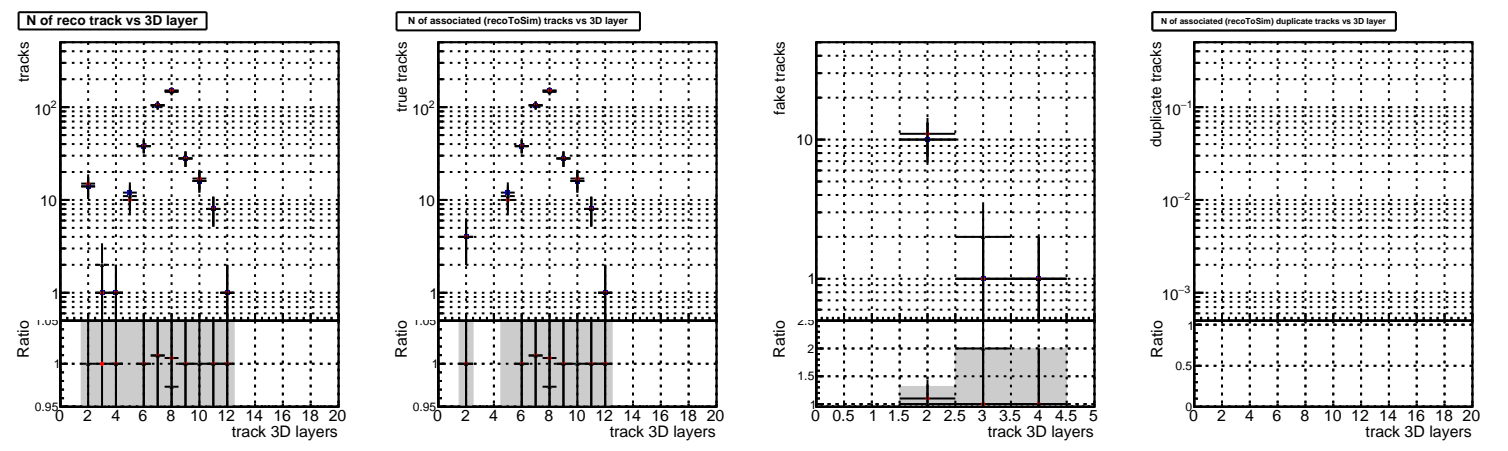 N of reco track vs 3D layer
tracks
10²
10
1
Ratio
1.05
1
0.95
0 2 4 6 8 10 12 14 16 18 20
track 3D layers
N of associated (recoToSim) tracks vs 3D layer
true tracks
10²
10
1
Ratio
1.05
1
0.95
0 2 4 6 8 10 12 14 16 18 20
track 3D layers
fake tracks
10
1
Ratio
2.5
2
1.5
1
0 0.5 1 1.5 2 2.5 3 3.5 4 4.5 5
track 3D layers
N of associated (recoToSim) duplicate tracks vs 3D layer
duplicate tracks
10⁻¹
10⁻²
10⁻³
Ratio
1
0.5
0
0 2 4 6 8 10 12 14 16 18 20
track 3D layers